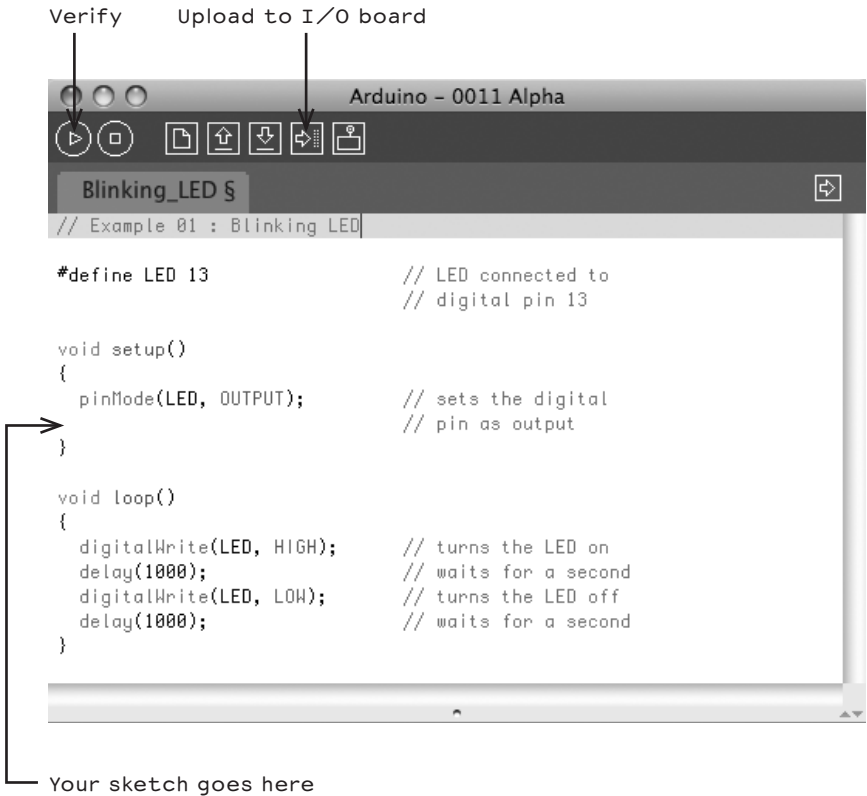 Verify Upload to I/O board
Arduino – 0011 Alpha
Blinking_LED §
// Example 01 : Blinking LED
#define LED 13 // LED connected to
// digital pin 13
void setup()
{
pinMode(LED, OUTPUT); // sets the digital
// pin as output
}
void loop()
{
digitalWrite(LED, HIGH); // turns the LED on
delay(1000); // waits for a second
digitalWrite(LED, LOW); // turns the LED off
delay(1000); // waits for a second
}
Your sketch goes here